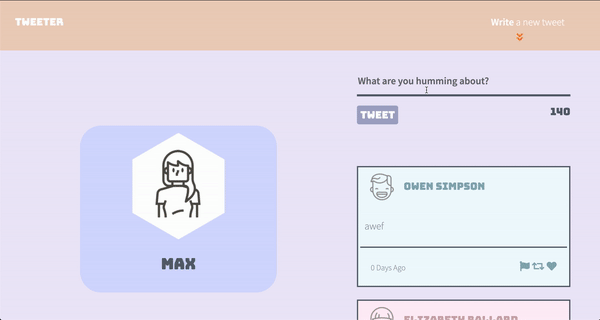 TWEETER
Write a new tweet
What are you humming about?
TWEET
140
OWEN SIMPSON
awef
0 Days Ago
MAX
ELIZABETH BALLARD